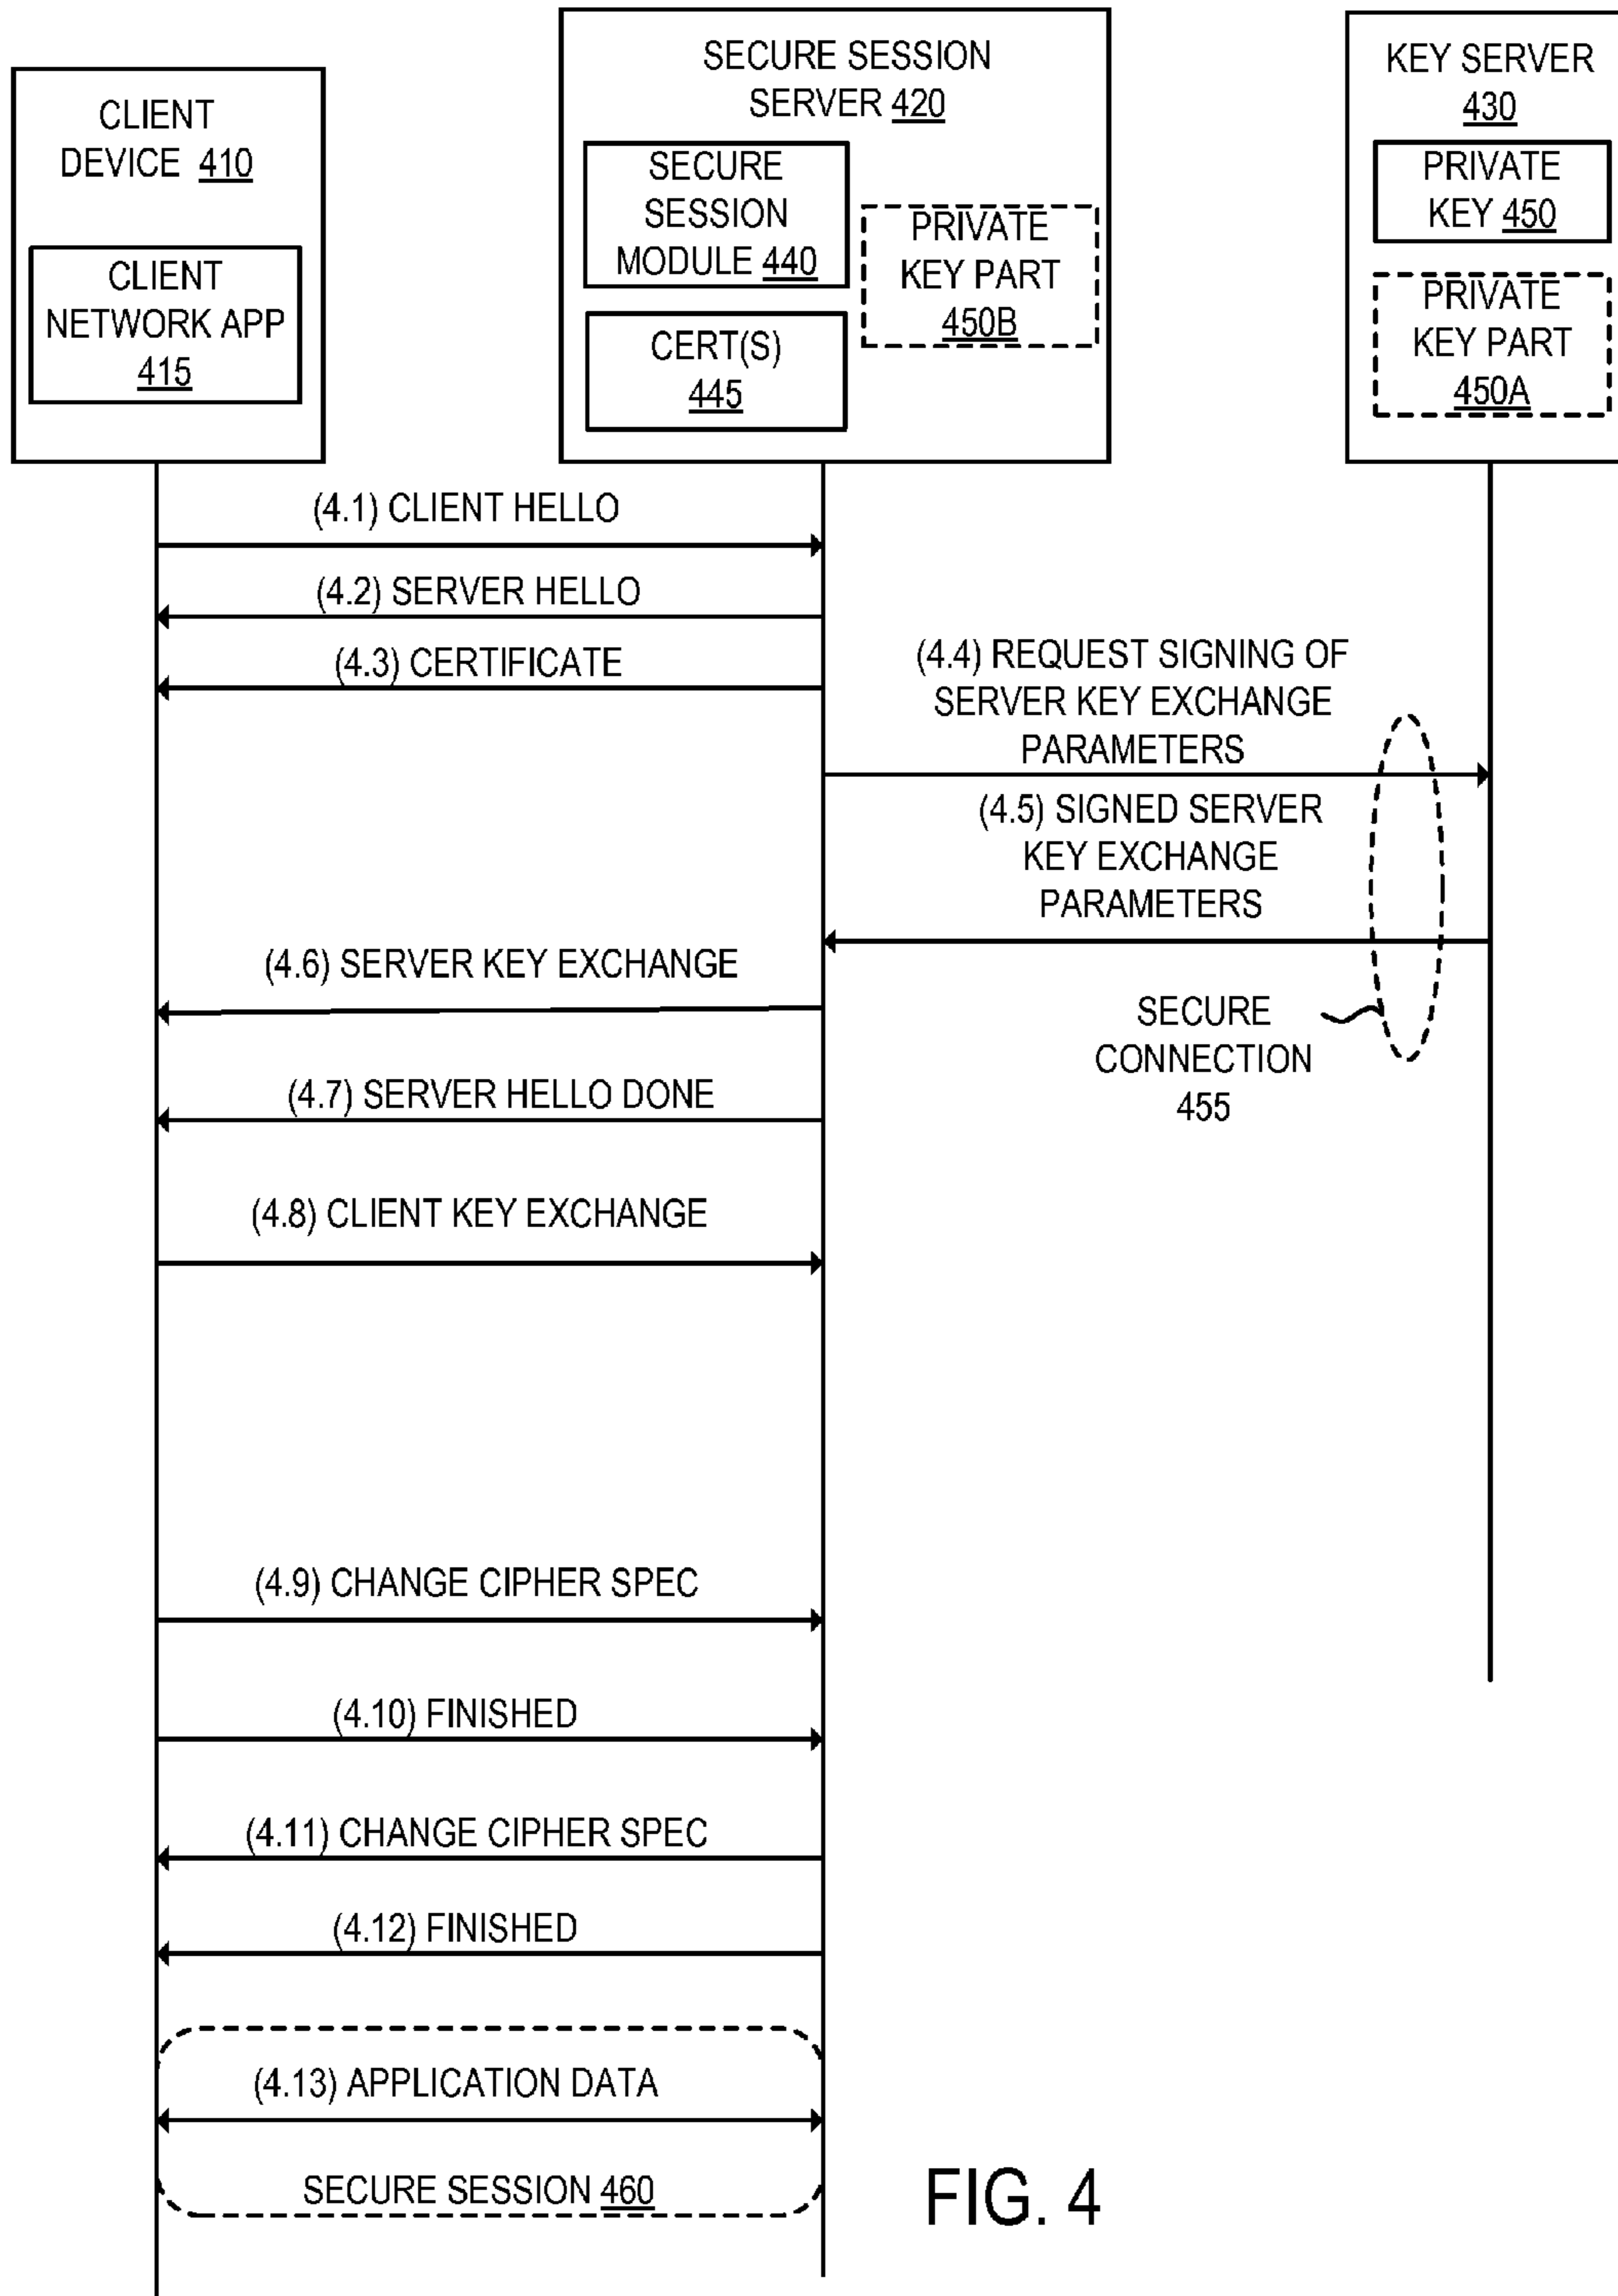 CLIENT
DEVICE 410
CLIENT
NETWORK APP
415
SECURE SESSION
SERVER 420
SECURE
SESSION
MODULE 440
CERT(S)
445
PRIVATE
KEY PART
450B
KEY SERVER
430
PRIVATE
KEY 450
PRIVATE
KEY PART
450A
(4.1) CLIENT HELLO
(4.2) SERVER HELLO
(4.3) CERTIFICATE
(4.4) REQUEST SIGNING OF
SERVER KEY EXCHANGE
PARAMETERS
(4.5) SIGNED SERVER
KEY EXCHANGE
PARAMETERS
(4.6) SERVER KEY EXCHANGE
SECURE
CONNECTION
455
(4.7) SERVER HELLO DONE
(4.8) CLIENT KEY EXCHANGE
(4.9) CHANGE CIPHER SPEC
(4.10) FINISHED
(4.11) CHANGE CIPHER SPEC
(4.12) FINISHED
(4.13) APPLICATION DATA
SECURE SESSION 460
FIG. 4